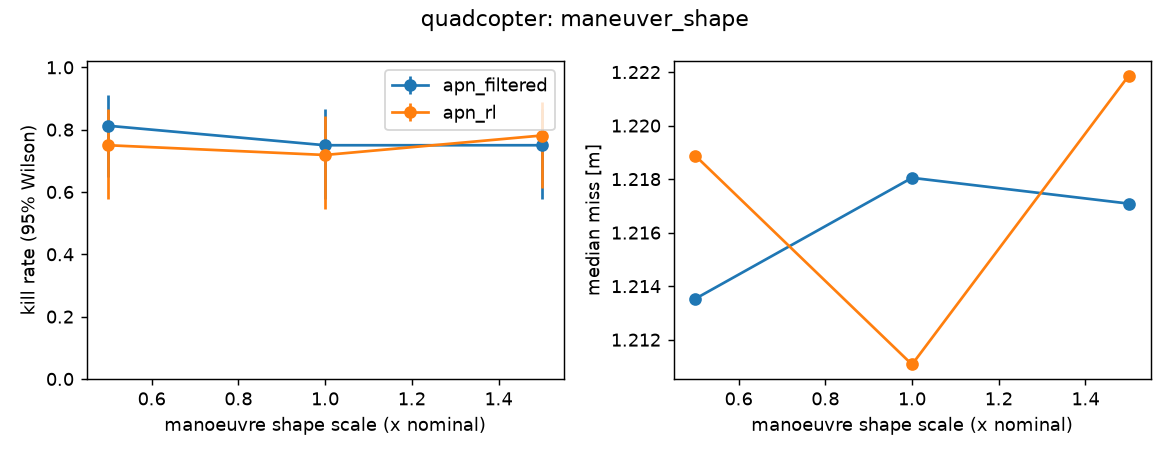 quadcopter: maneuver_shape
kill rate (95% Wilson)
1.0
0.8
0.6
0.4
0.2
0.0
apn_filtered
apn_rl
0.6 0.8 1.0 1.2 1.4
manoeuvre shape scale (x nominal)
median miss [m]
1.222
1.220
1.218
1.216
1.214
1.212
0.6 0.8 1.0 1.2 1.4
manoeuvre shape scale (x nominal)